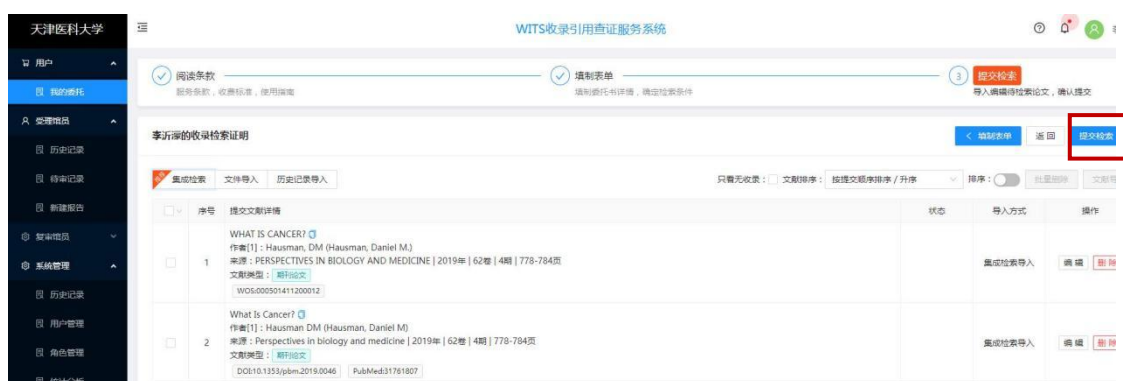 天津医科大学
WITS收录引用查证服务系统
用户
我的委托
受理馆员
历史记录
待审记录
新建报告
复审馆员
系统管理
历史记录
用户管理
角色管理
阅读条款
服务条款，收费标准，使用指南
填制表单
填制委托书详情，确定检索条件
3 提交检索
导入编辑待检索论文，确认提交
的收录检索证明
< 填制表单 返回 提交检索
集成检索 文件导入 历史记录导入
只看无收录： 文献排序： 按提交顺序排序 / 升序 排序：
批量删除
序号 提交文献详情 状态 导入方式 操作
WHAT IS CANCER?
作者[1]：Hausman, DM (Hausman, Daniel M.)
1 来源：PERSPECTIVES IN BIOLOGY AND MEDICINE | 2019年 | 62卷 | 4期 | 778-784页 集成检索导入 编辑 删除
文献类型： 期刊论文
WOS:000501411200012
What Is Cancer?
作者[1]：Hausman DM (Hausman, Daniel M)
2 来源：Perspectives in biology and medicine | 2019年 | 62卷 | 4期 | 778-784页 集成检索导入 编辑 删除
文献类型： 期刊论文
DOI:10.1353/pbm.2019.0046 PubMed:31761807